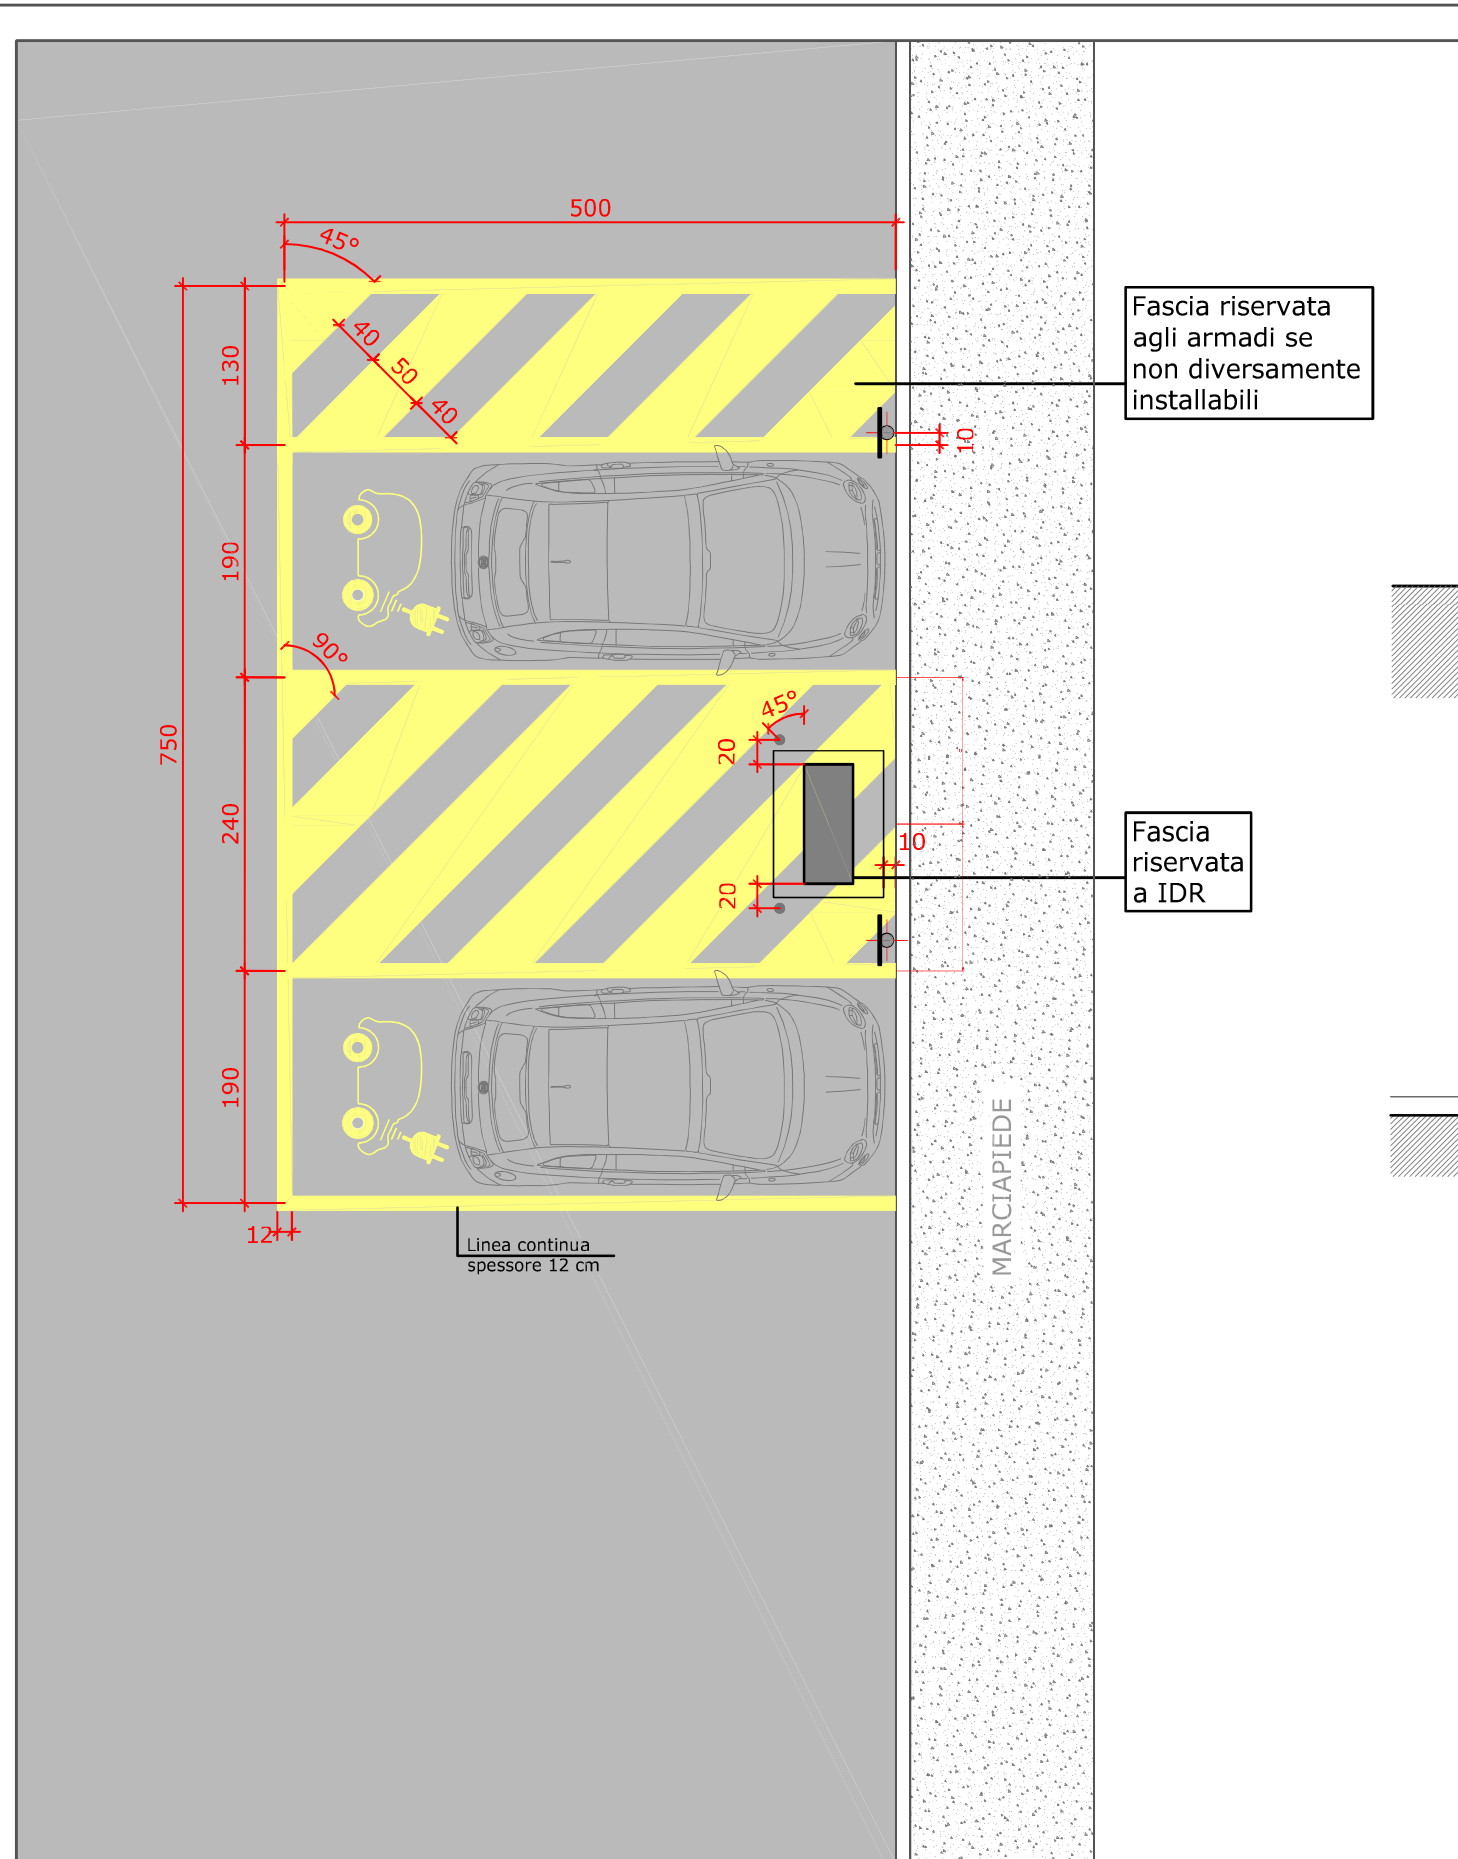 500
45°
130
40
50
40
Fascia riservata
agli armadi se
non diversamente
installabili
10
190
90°
750
240
45°
20
10
20
Fascia
riservata
a IDR
190
MARCIAPIEDE
12
Linea continua
spessore 12 cm